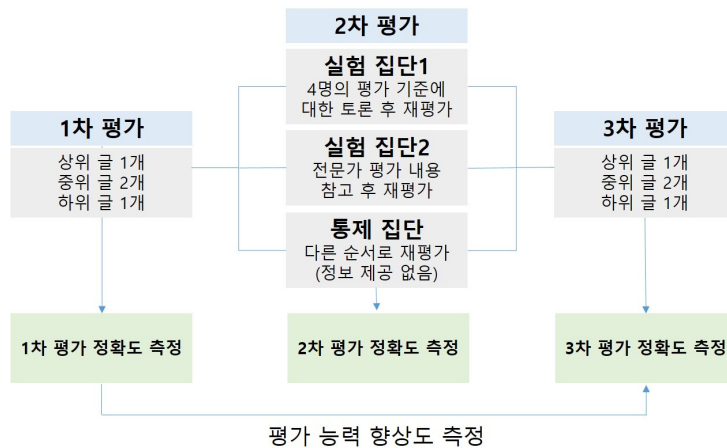 2차 평가
실험 집단1
4명의 평가 기준에
대한 토론 후 재평가
1차 평가
상위 글 1개
중위 글 2개
하위 글 1개
실험 집단2
전문가 평가 내용
참고 후 재평가
3차 평가
상위 글 1개
중위 글 2개
하위 글 1개
통제 집단
다른 순서로 재평가
(정보 제공 없음)
1차 평가 정확도 측정
2차 평가 정확도 측정
3차 평가 정확도 측정
평가 능력 향상도 측정